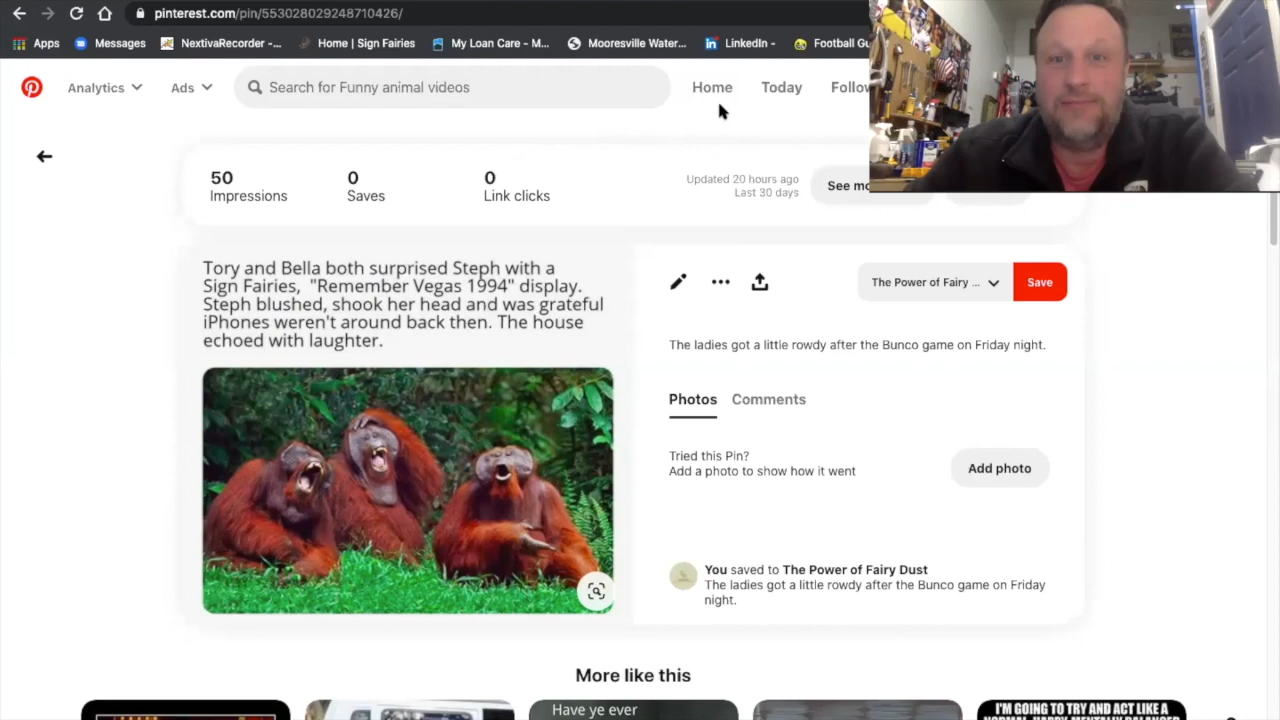 pinterest.com/pin/553028029248710426/
Apps Messages NextivaRecorder -... Home | Sign Fairies My Loan Care - M... Mooresville Water... LinkedIn - Football Gu
Analytics Ads Search for Funny animal videos Home Today Follow
50 0 0
Impressions Saves Link clicks
Updated 20 hours ago
Last 30 days
See mo
Tory and Bella both surprised Steph with a
Sign Fairies, "Remember Vegas 1994" display.
Steph blushed, shook her head and was grateful
iPhones weren't around back then. The house
echoed with laughter.
The Power of Fairy ... Save
The ladies got a little rowdy after the Bunco game on Friday night.
Photos Comments
Tried this Pin?
Add a photo to show how it went
Add photo
You saved to The Power of Fairy Dust
The ladies got a little rowdy after the Bunco game on Friday
night.
More like this
Have ye ever
I'M GOING TO TRY AND ACT LIKE A
NORMAL, HAPPY, MENTALLY BALANCED